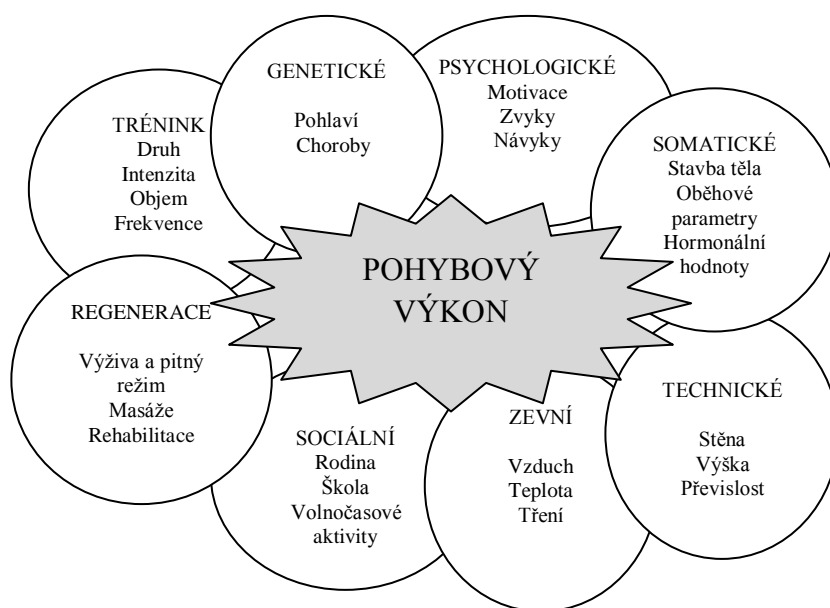 GENETICKÉ
Pohlaví
Choroby
PSYCHOLOGICKÉ
Motivace
Zvyky
Návyky
TRÉNINK
Druh
Intenzita
Objem
Frekvence
SOMATICKÉ
Stavba těla
Oběhové
parametry
Hormonální
hodnoty
POHYBOVÝ
VÝKON
REGENERACE
Výživa a pitný
režim
Masáže
Rehabilitace
SOCIÁLNÍ
Rodina
Škola
Volnočasové
aktivity
ZEVNÍ
Vzduch
Teplota
Tření
TECHNICKÉ
Stěna
Výška
Převislost